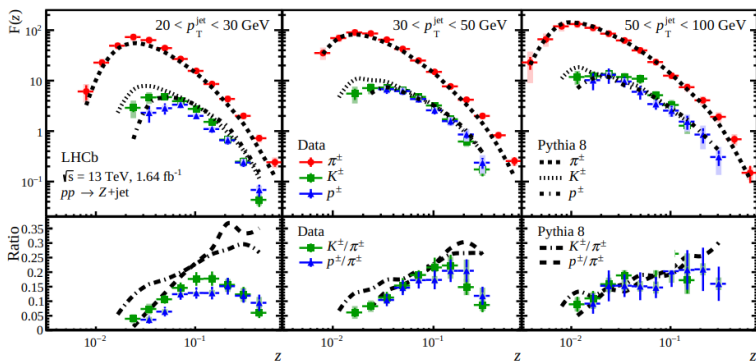 F(z)
20 < p_T^jet < 30 GeV
30 < p_T^jet < 50 GeV
50 < p_T^jet < 100 GeV
10²
10
1
10⁻¹
LHCb
√s = 13 TeV, 1.64 fb⁻¹
pp → Z+jet
Data
π±
K±
p±
Pythia 8
π±
K±
p±
Ratio
0.35
0.30
0.25
0.20
0.15
0.10
0.05
0
Data
K±/π±
p±/π±
Pythia 8
K±/π±
p±/π±
10⁻² 10⁻¹ z 10⁻² 10⁻¹ z 10⁻² 10⁻¹ z